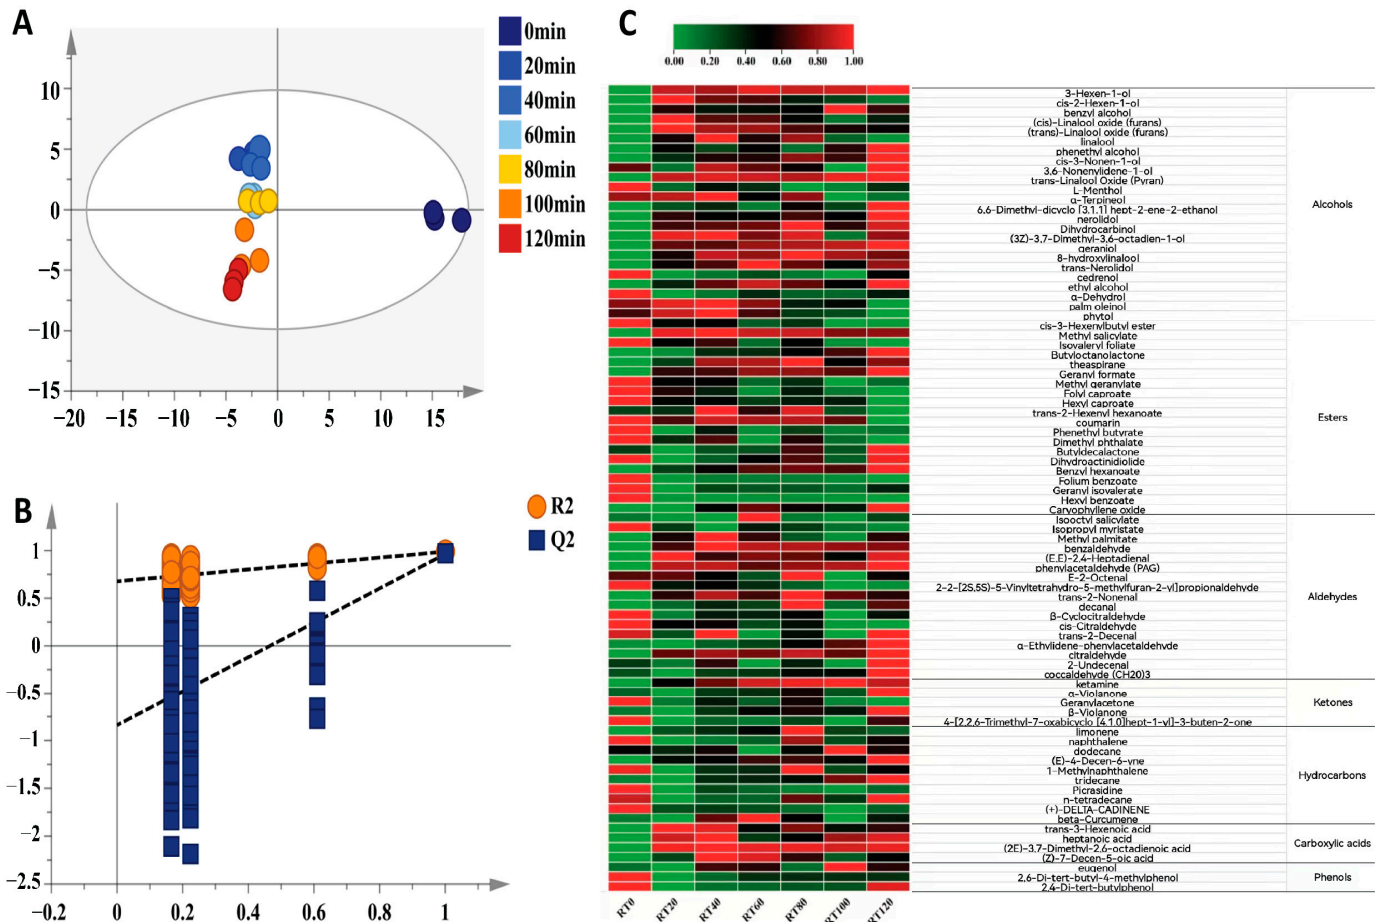 A
0min
20min
40min
60min
80min
100min
120min
10
5
0
−5
−10
−15
−20
−15
−10
−5
0
5
10
15
20
B
R2
Q2
1
0.5
0
−0.5
−1
−1.5
−2
−2.5
−0.2
0
0.2
0.4
0.6
0.8
1
C
0.00
0.20
0.40
0.60
0.80
1.00
3-Hexen-1-ol
cis-2-Hexen-1-ol
benzyl alcohol
(cis)-Linalool oxide (furans)
(trans)-Linalool oxide (furans)
linalool
phenethyl alcohol
cis-3-Nonen-1-ol
3,6-Nonenylidene-1-ol
trans-Linalool Oxide (Pyran)
L-Menthol
α-Terpineol
6,6-Dimethyl-dicyclo [3.1.1] hept-2-ene-2-ethanol
nerolidol
Dihydrocarbinol
(3Z)-3,7-Dimethyl-3,6-octadien-1-ol
geraniol
8-hydroxylinalool
trans-Nerolidol
cedrenol
ethyl alcohol
α-Dehydrol
palm oleinol
phytol
Alcohols
cis-3-Hexenylbutyl ester
Methyl salicylate
Isovaleryl foliate
Butyloctanolactone
theaspirane
Geranyl formate
Methyl geranylate
Folyl caproate
Hexyl caproate
trans-2-Hexenyl hexanoate
coumarin
Phenethyl butyrate
Dimethyl phthalate
Butyldecalactone
Dihydroactinidiolide
Benzyl hexanoate
Folium benzoate
Geranyl isovalerate
Hexyl benzoate
Caryophyllene oxide
Esters
Isooctyl salicylate
Isopropyl myristate
Methyl palmitate
benzaldehyde
(E,E)-2,4-Heptadienal
phenylacetaldehyde (PAG)
E-2-Octenal
2-2-[2S,5S)-5-Vinyltetrahydro-5-methylfuran-2-yl]propionaldehyde
trans-2-Nonenal
decanal
β-Cyclocitraldehyde
cis-Citraldehyde
trans-2-Decenal
α-Ethylidene-phenylacetaldehyde
citraldehyde
2-Undecenal
coccaldehyde (CH20)3
Aldehydes
ketamine
α-Violanone
Geranylacetone
β-Violanone
4-[2,2,6-Trimethyl-7-oxabicyclo [4.1.0]hept-1-yl]-3-buten-2-one
Ketones
limonene
naphthalene
dodecane
(E)-4-Decen-6-yne
1-Methylnaphthalene
tridecane
Picrasidine
n-tetradecane
(+)-DELTA-CADINENE
beta-Curcumene
Hydrocarbons
trans-3-Hexenoic acid
heptanoic acid
(2E)-3,7-Dimethyl-2,6-octadienoic acid
(Z)-7-Decen-5-oic acid
Carboxylic acids
eugenol
2,6-Di-tert-butyl-4-methylphenol
2,4-Di-tert-butylphenol
Phenols
RT0
RT20
RT40
RT60
RT80
RT100
RT120